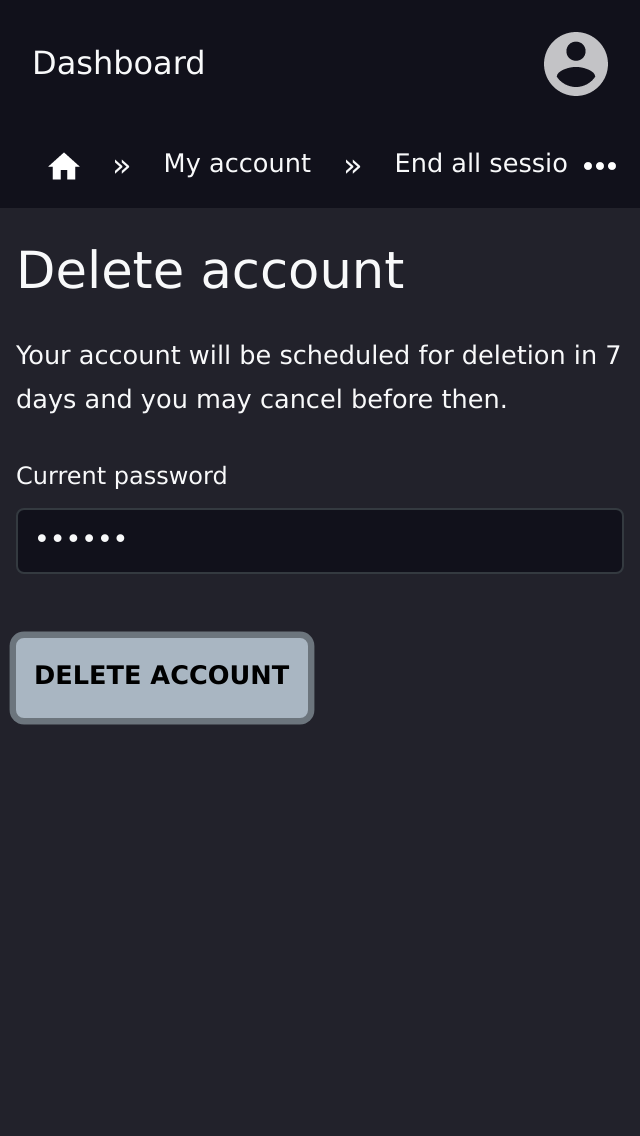 Dashboard
» My account » End all sessio •••
Delete account
Your account will be scheduled for deletion in 7
days and you may cancel before then.
Current password
••••••
DELETE ACCOUNT